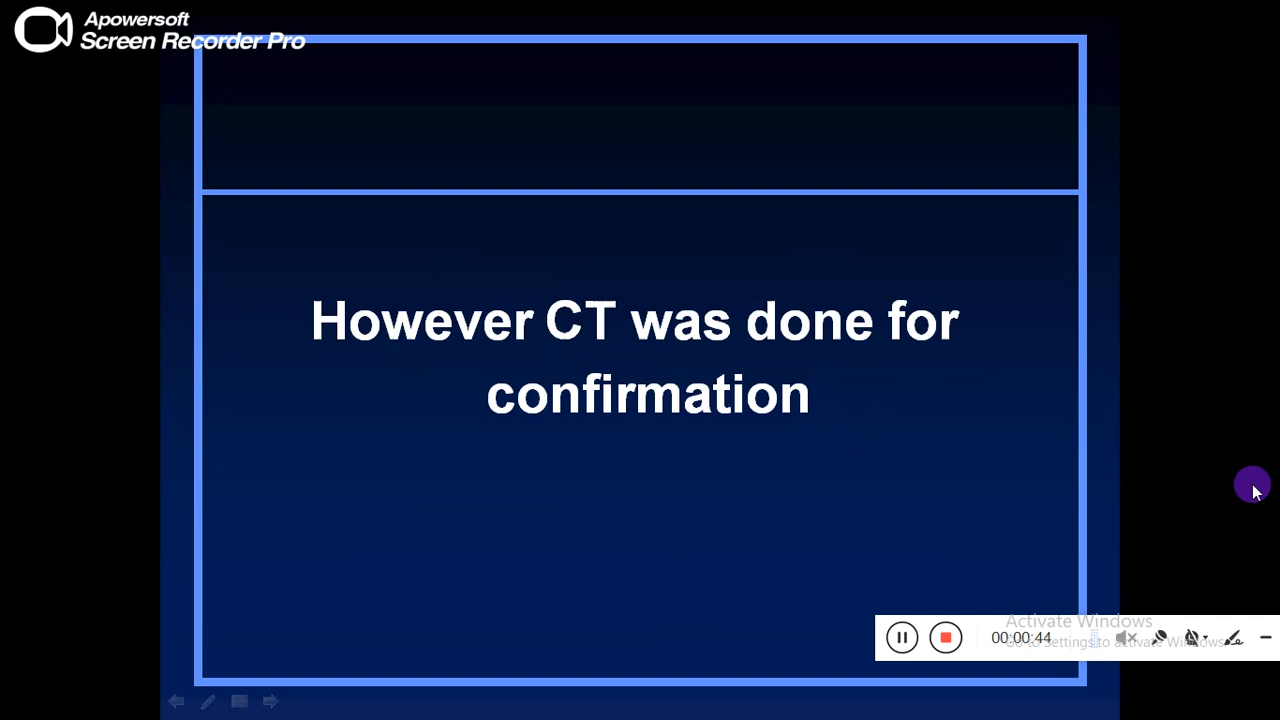 Apowersoft
Screen Recorder Pro
However CT was done for
confirmation
Activate Windows
00:00:44
Go to Settings to activate Windows.